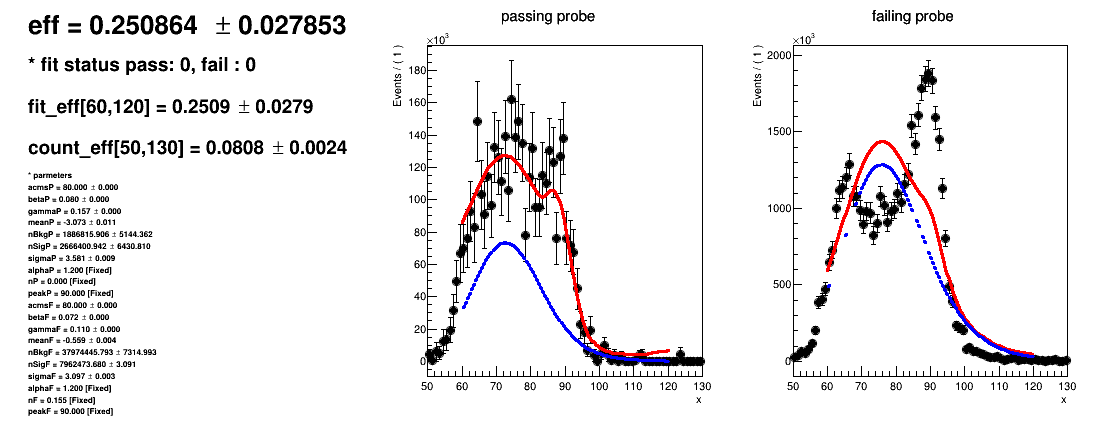 eff = 0.250864 ± 0.027853
* fit status pass: 0, fail : 0
fit_eff[60,120] = 0.2509 ± 0.0279
count_eff[50,130] = 0.0808 ± 0.0024
* parmeters
acmsP = 80.000 ± 0.000
betaP = 0.080 ± 0.000
gammaP = 0.157 ± 0.000
meanP = -3.073 ± 0.011
nBkgP = 1886815.906 ± 5144.362
nSigP = 2666400.942 ± 6430.810
sigmaP = 3.581 ± 0.009
alphaP = 1.200 [Fixed]
nP = 0.000 [Fixed]
peakP = 90.000 [Fixed]
acmsF = 80.000 ± 0.000
betaF = 0.072 ± 0.000
gammaF = 0.110 ± 0.000
meanF = -0.559 ± 0.004
nBkgF = 37974445.793 ± 7314.993
nSigF = 7962473.680 ± 3.091
sigmaF = 3.097 ± 0.003
alphaF = 1.200 [Fixed]
nF = 0.155 [Fixed]
peakF = 90.000 [Fixed]
passing probe
×10³
Events / ( 1 )
180
160
140
120
100
80
60
40
20
0
50 60 70 80 90 100 110 120 130
x
failing probe
×10³
Events / ( 1 )
2000
1500
1000
500
0
50 60 70 80 90 100 110 120 130
x